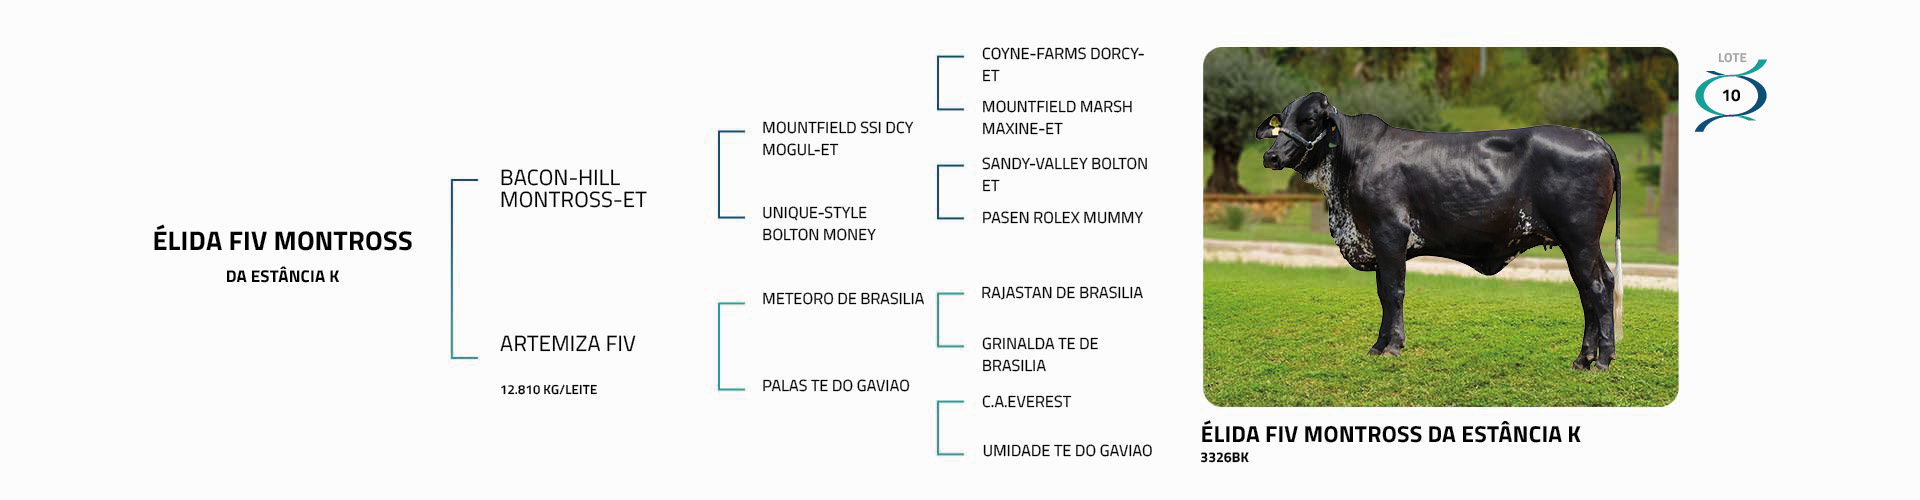 ÉLIDA FIV MONTROSS
DA ESTÂNCIA K
BACON-HILL
MONTROSS-ET
ARTEMIZA FIV
12.810 KG/LEITE
MOUNTFIELD SSI DCY
MOGUL-ET
UNIQUE-STYLE
BOLTON MONEY
METEORO DE BRASILIA
PALAS TE DO GAVIAO
COYNE-FARMS DORCY-
ET
MOUNTFIELD MARSH
MAXINE-ET
SANDY-VALLEY BOLTON
ET
PASEN ROLEX MUMMY
RAJASTAN DE BRASILIA
GRINALDA TE DE
BRASILIA
C.A.EVEREST
UMIDADE TE DO GAVIAO
LOTE
10
ÉLIDA FIV MONTROSS DA ESTÂNCIA K
3326BK